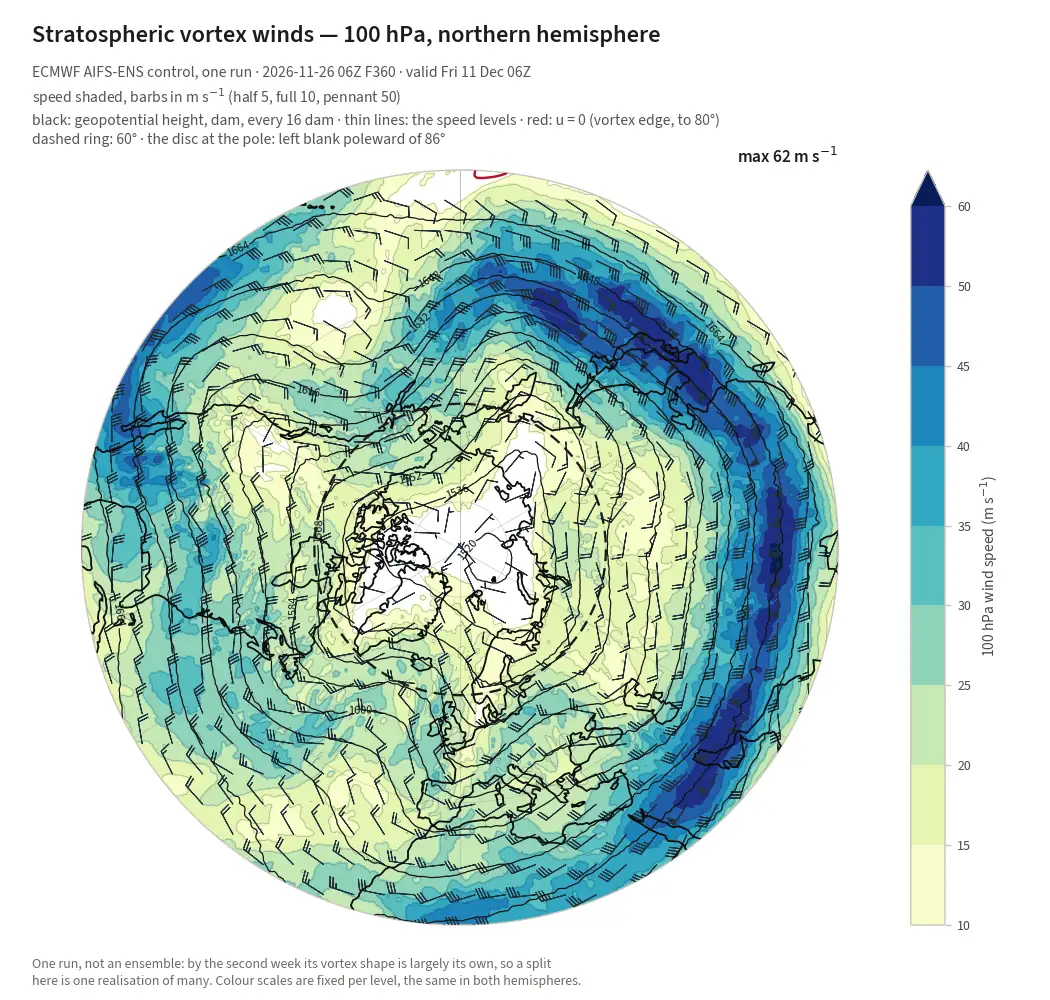 Stratospheric vortex winds — 100 hPa, northern hemisphere
ECMWF AIFS-ENS control, one run · 2026-11-26 06Z F360 · valid Fri 11 Dec 06Z
speed shaded, barbs in m s⁻¹ (half 5, full 10, pennant 50)
black: geopotential height, dam, every 16 dam · thin lines: the speed levels · red: u = 0 (vortex edge, to 80°)
dashed ring: 60° · the disc at the pole: left blank poleward of 86°
max 62 m s⁻¹
60
50
45
40
35
30
25
20
15
10
100 hPa wind speed (m s⁻¹)
1664
1648
1664
1632
1616
1552
1536
1520
1584
1600
One run, not an ensemble: by the second week its vortex shape is largely its own, so a split
here is one realisation of many. Colour scales are fixed per level, the same in both hemispheres.